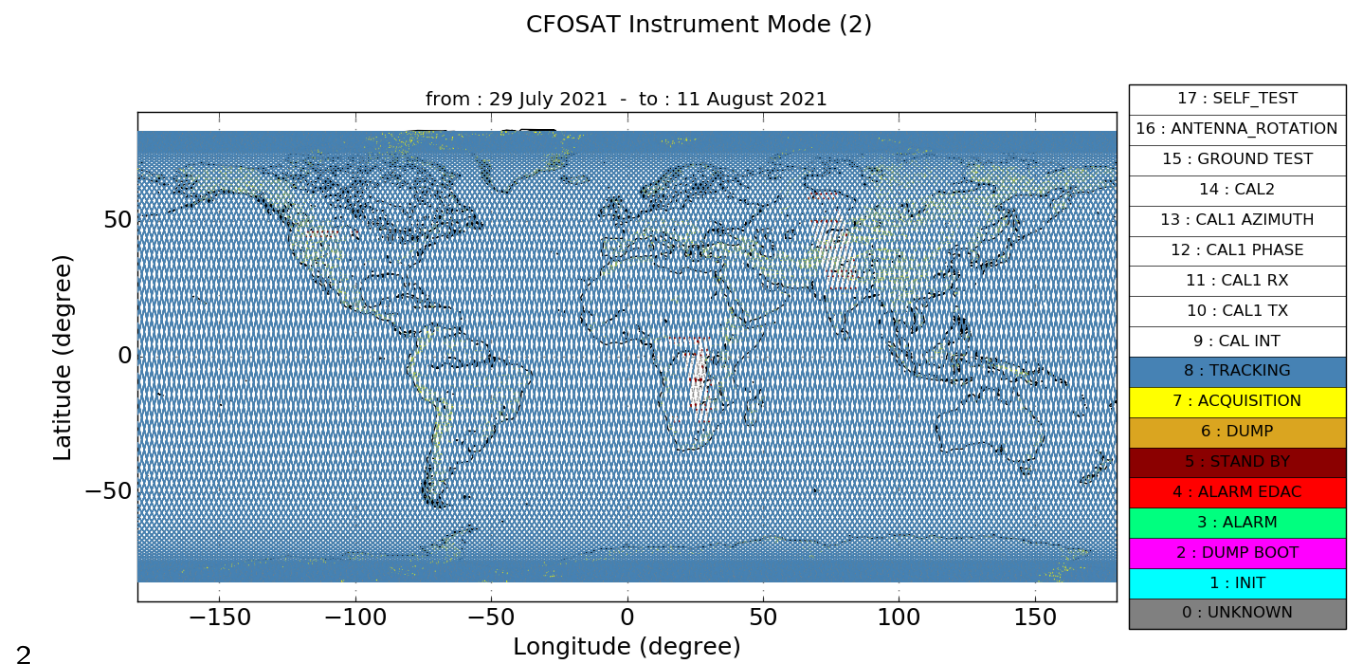 CFOSAT Instrument Mode (2)
from : 29 July 2021 - to : 11 August 2021
17 : SELF_TEST
16 : ANTENNA_ROTATION
15 : GROUND TEST
14 : CAL2
13 : CAL1 AZIMUTH
12 : CAL1 PHASE
11 : CAL1 RX
10 : CAL1 TX
9 : CAL INT
8 : TRACKING
7 : ACQUISITION
6 : DUMP
5 : STAND BY
4 : ALARM EDAC
3 : ALARM
2 : DUMP BOOT
1 : INIT
0 : UNKNOWN
Latitude (degree)
50
0
−50
−150 −100 −50 0 50 100 150
Longitude (degree)
2